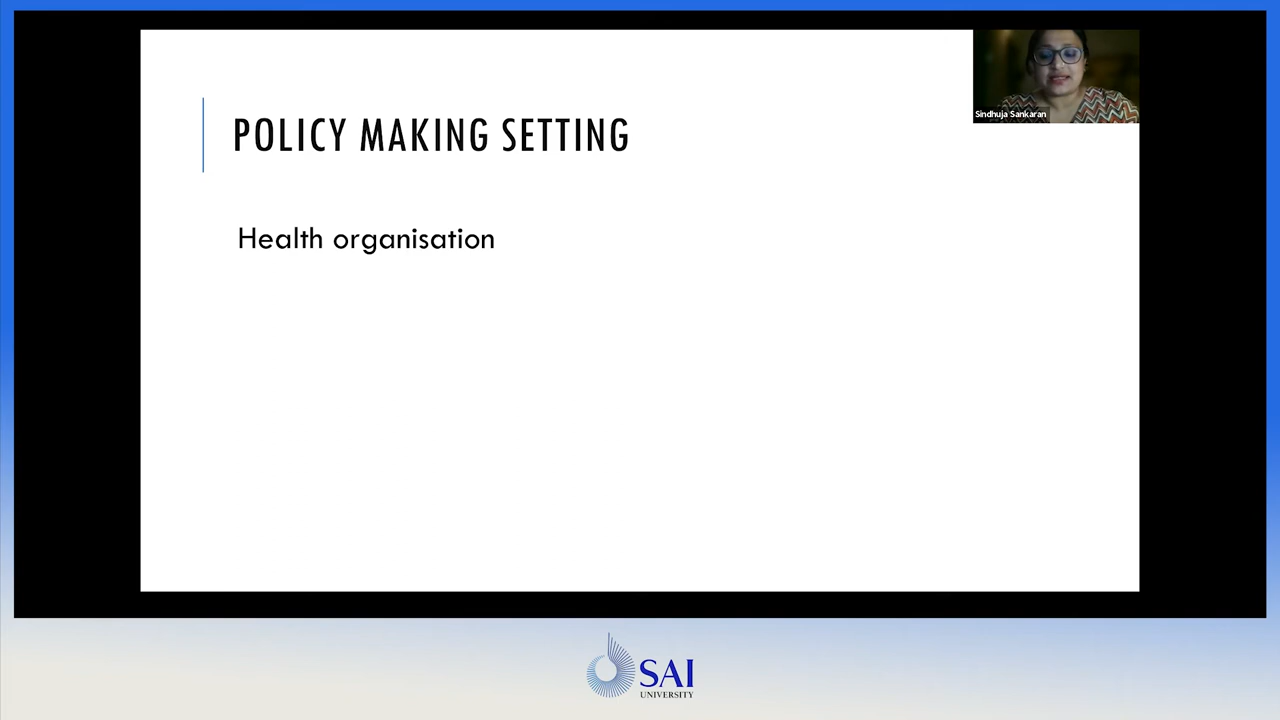 POLICY MAKING SETTING
Sindhuja Sankaran
Health organisation
SAI
UNIVERSITY